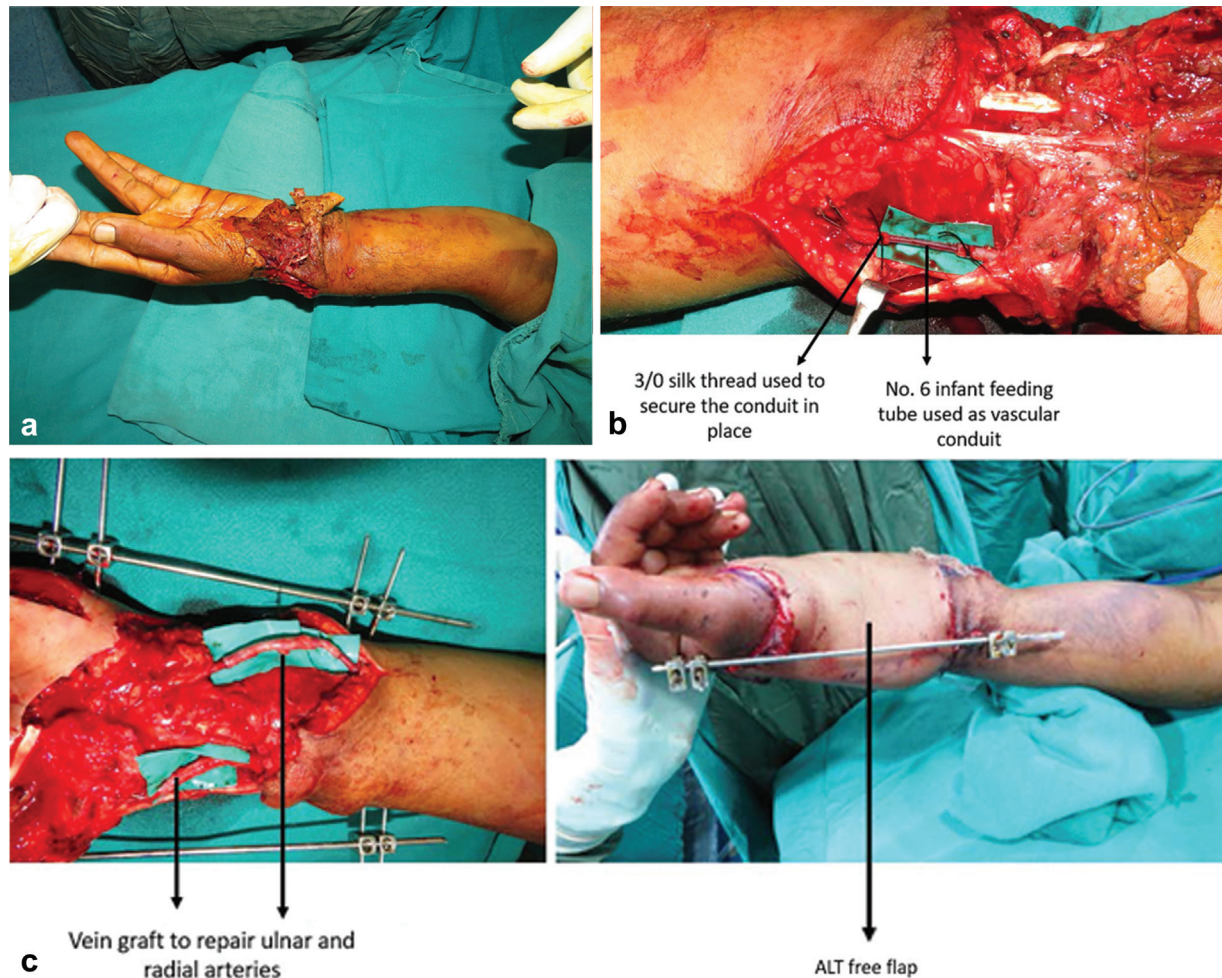 a
3/0 silk thread used to
secure the conduit in
place
No. 6 infant feeding
tube used as vascular
conduit
b
Vein graft to repair ulnar and
radial arteries
c
ALT free flap